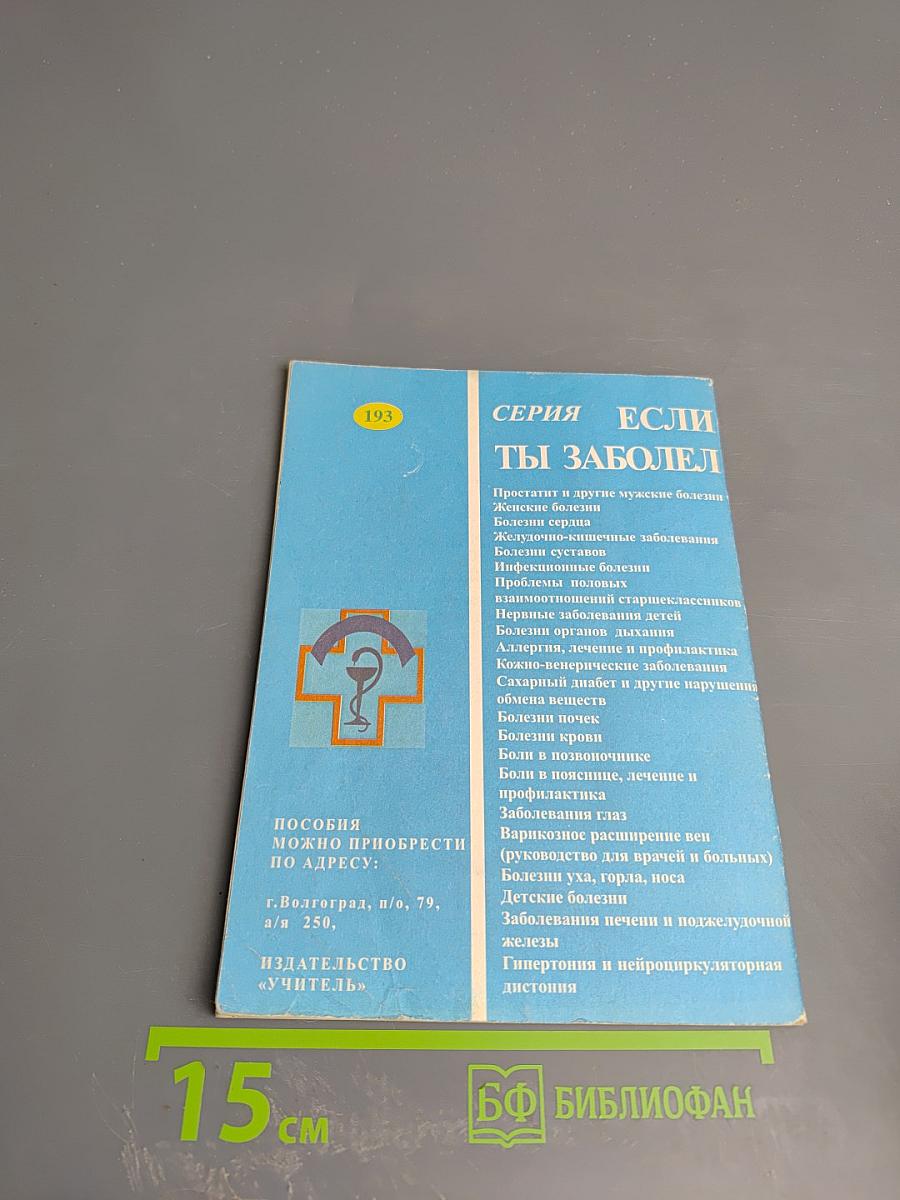 193
ПОСОБИЯ
МОЖНО ПРИОБРЕСТИ
ПО АДРЕСУ:
г.Волгоград, п/о, 79,
а/я 250,
ИЗДАТЕЛЬСТВО
«УЧИТЕЛЬ»
СЕРИЯ ЕСЛИ
ТЫ ЗАБОЛЕЛ
Простатит и другие мужские болезни
Женские болезни
Болезни сердца
Желудочно-кишечные заболевания
Болезни суставов
Инфекционные болезни
Проблемы половых
взаимоотношений старшеклассников
Нервные заболевания детей
Болезни органов дыхания
Аллергия, лечение и профилактика
Кожно-венерические заболевания
Сахарный диабет и другие нарушения
обмена веществ
Болезни почек
Болезни крови
Боли в позвоночнике
Боли в пояснице, лечение и
профилактика
Заболевания глаз
Варикозное расширение вен
(руководство для врачей и больных)
Болезни уха, горла, носа
Детские болезни
Заболевания печени и поджелудочной
железы
Гипертония и нейроциркуляторная
дистония
15 см
БФ БИБЛИОФАН